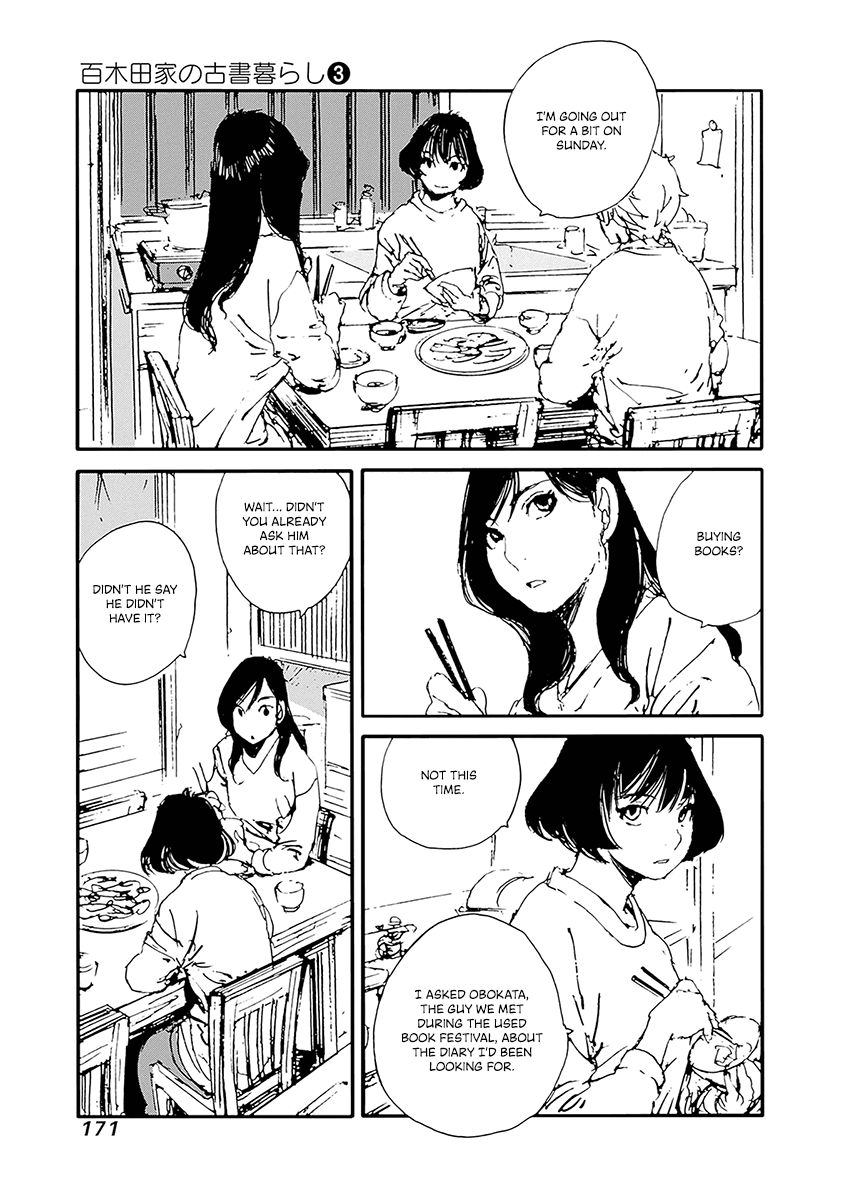 百木田家の古書暮らし❸
I'M GOING OUT
FOR A BIT ON
SUNDAY.
BUYING
BOOKS?
NOT THIS
TIME.
I ASKED OBOKATA,
THE GUY WE MET
DURING THE USED
BOOK FESTIVAL, ABOUT
THE DIARY I'D BEEN
LOOKING FOR.
WAIT... DIDN'T
YOU ALREADY
ASK HIM
ABOUT THAT?
DIDN'T HE SAY
HE DIDN'T
HAVE IT?
171